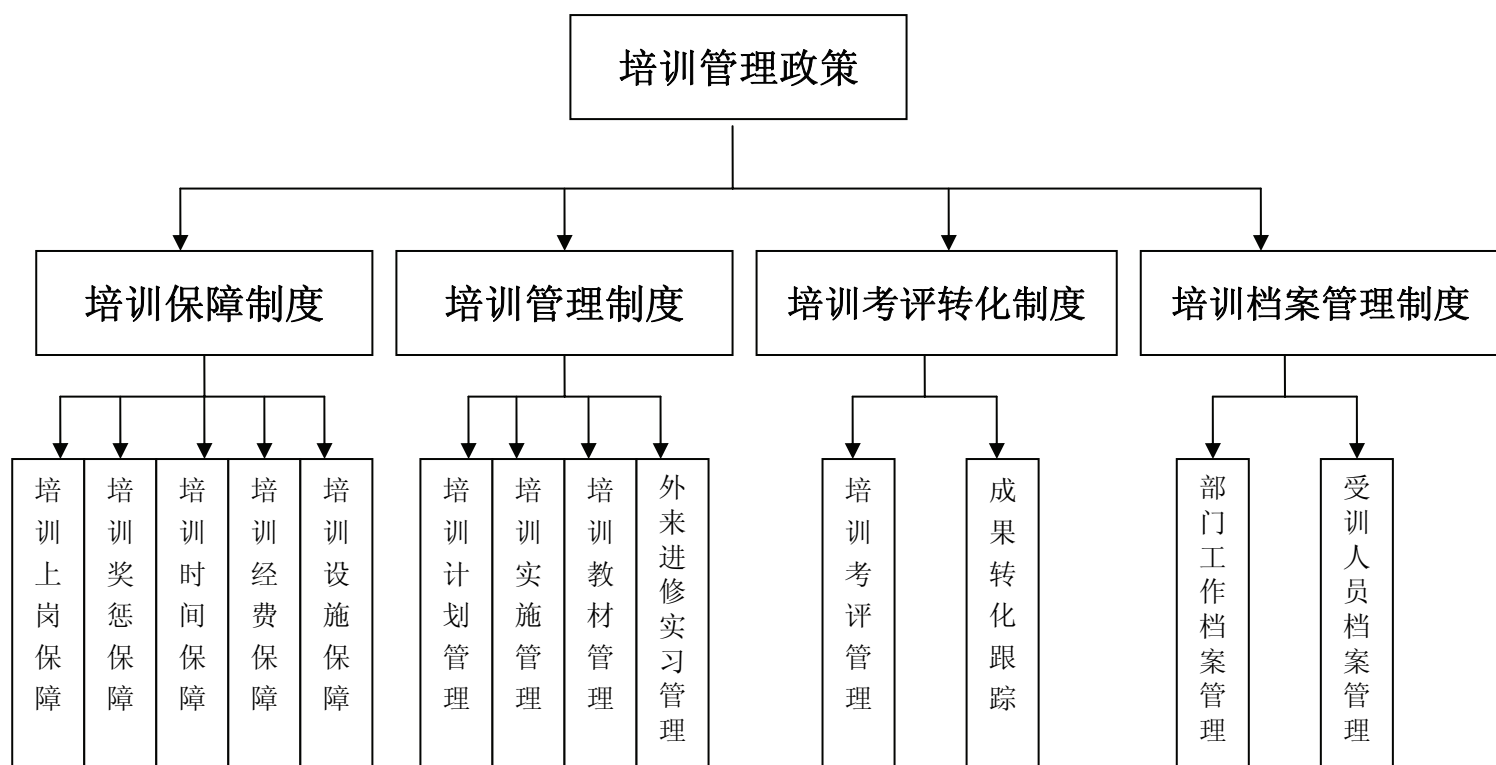 培训管理政策
培训保障制度
培训管理制度
培训考评转化制度
培训档案管理制度
培训上岗保障
培训奖惩保障
培训时间保障
培训经费保障
培训设施保障
培训计划管理
培训实施管理
培训教材管理
外来进修实习管理
培训考评管理
成果转化跟踪
部门工作档案管理
受训人员档案管理